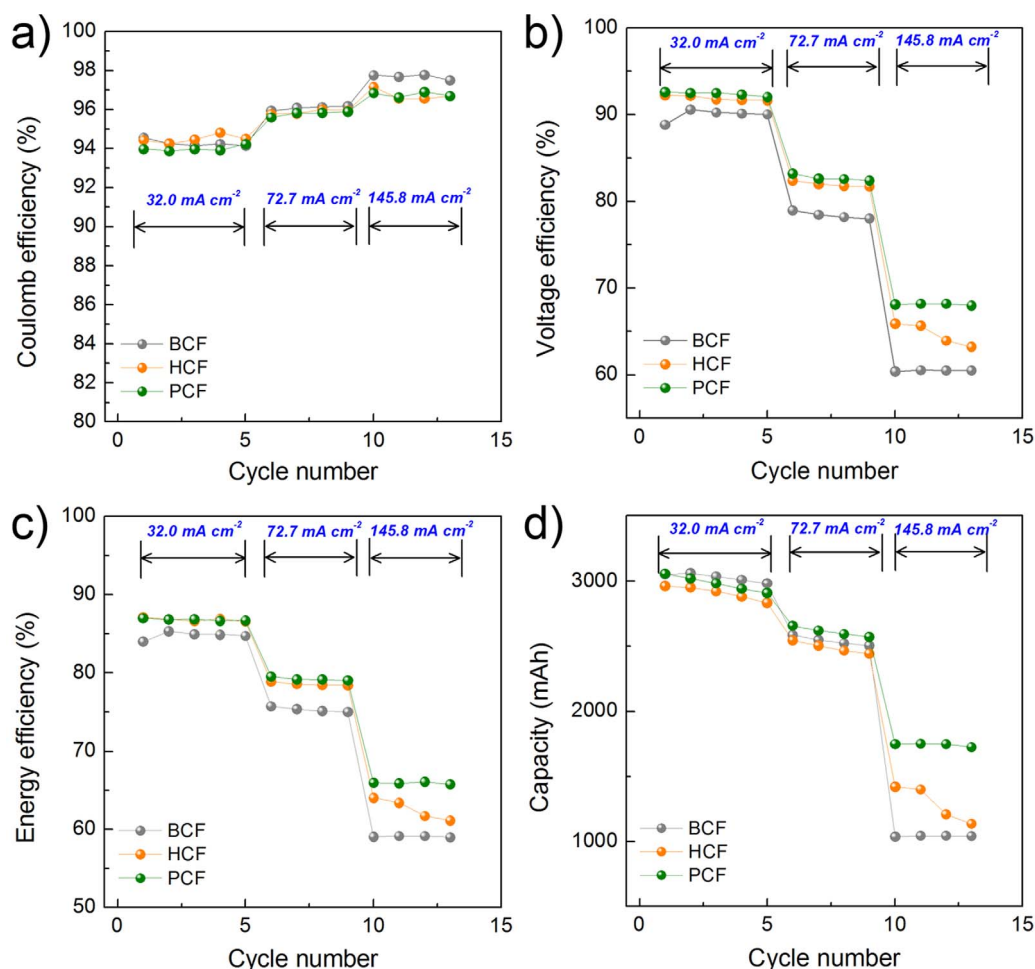 a)
100
98
96
94
92
90
88
86
84
82
80
Coulomb efficiency (%)
32.0 mA cm⁻²
72.7 mA cm⁻²
145.8 mA cm⁻²
BCF
HCF
PCF
0 5 10 15
Cycle number
b)
100
90
80
70
60
Voltage efficiency (%)
32.0 mA cm⁻²
72.7 mA cm⁻²
145.8 mA cm⁻²
BCF
HCF
PCF
0 5 10 15
Cycle number
c)
100
90
80
70
60
50
Energy efficiency (%)
32.0 mA cm⁻²
72.7 mA cm⁻²
145.8 mA cm⁻²
BCF
HCF
PCF
0 5 10 15
Cycle number
d)
3000
2000
1000
Capacity (mAh)
32.0 mA cm⁻²
72.7 mA cm⁻²
145.8 mA cm⁻²
BCF
HCF
PCF
0 5 10 15
Cycle number